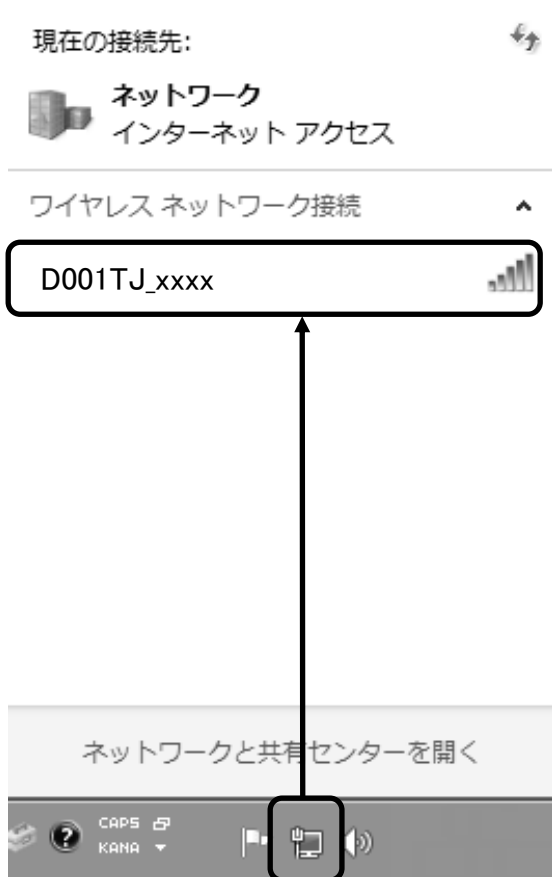 現在の接続先:
ネットワーク
インターネット アクセス
ワイヤレス ネットワーク接続
D001TJ_xxxx
ネットワークと共有センターを開く
CAPS
KANA